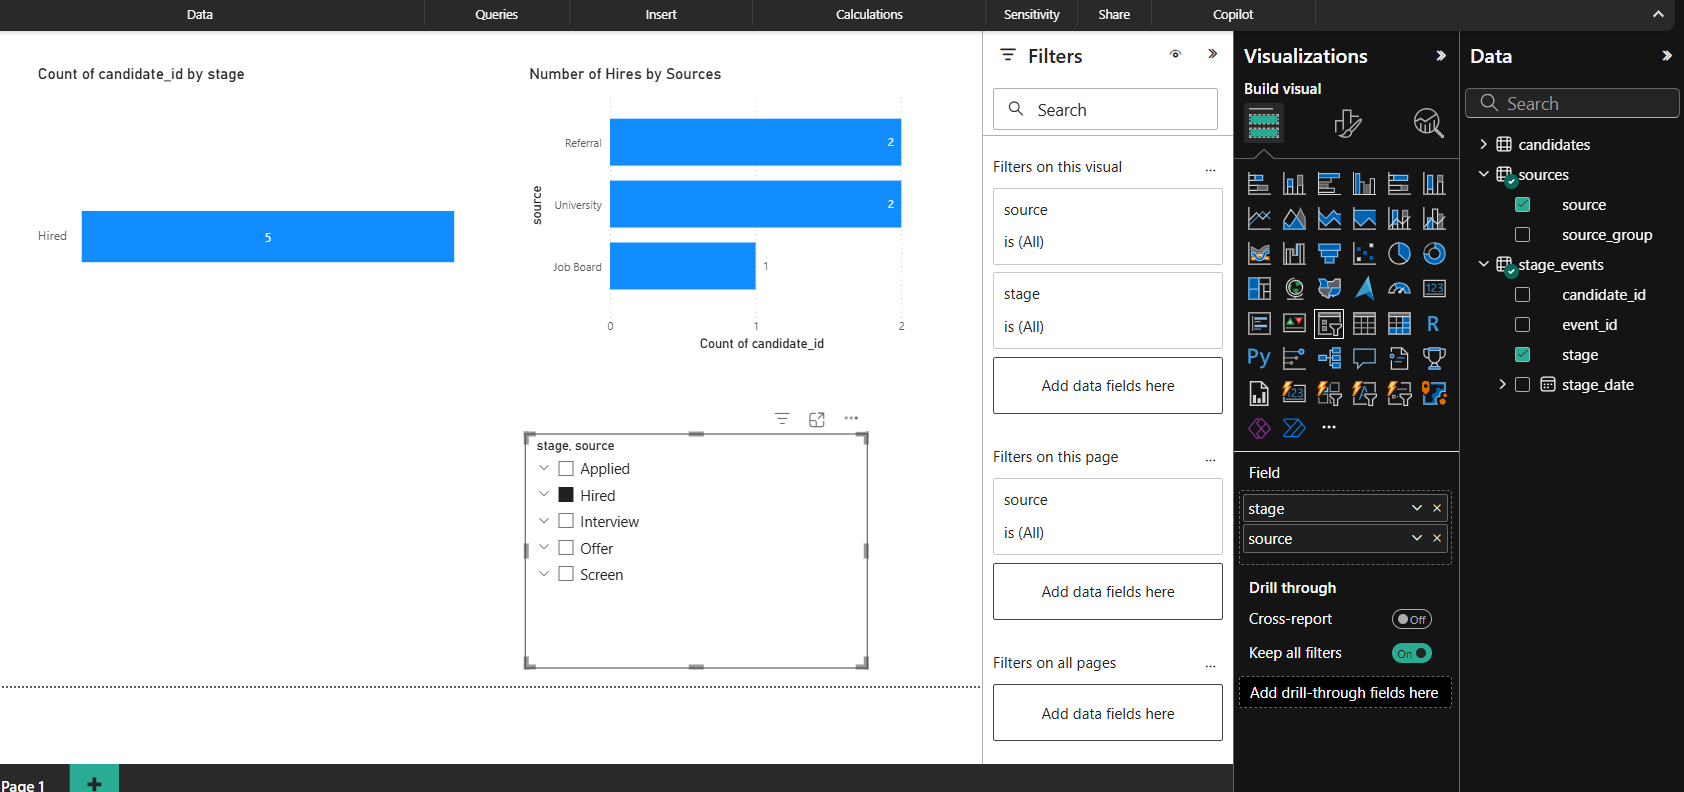 Data
Queries
Insert
Calculations
Sensitivity
Share
Copilot
Count of candidate_id by stage
Hired
5
Number of Hires by Sources
source
Referral
2
University
2
Job Board
1
0
1
2
Count of candidate_id
stage, source
Applied
Hired
Interview
Offer
Screen
Page 1
+
Filters
Search
Filters on this visual
...
source
is (All)
stage
is (All)
Add data fields here
Filters on this page
...
source
is (All)
Add data fields here
Filters on all pages
...
Add data fields here
Visualizations
Build visual
123
R
Py
123
...
Field
stage
source
Drill through
Cross-report
Off
Keep all filters
On
Add drill-through fields here
Data
Search
candidates
sources
source
source_group
stage_events
candidate_id
event_id
stage
stage_date